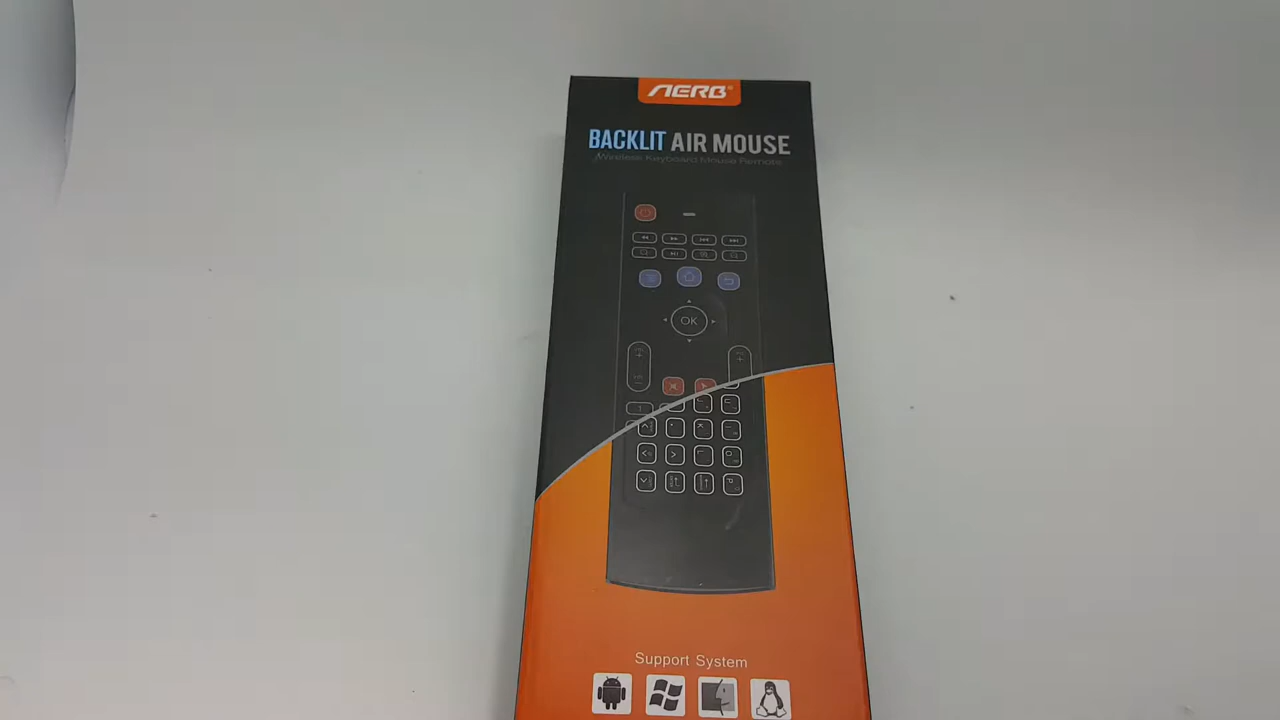 AERB®
BACKLIT AIR MOUSE
Wireless Keyboard Mouse Remote
OK
Support System